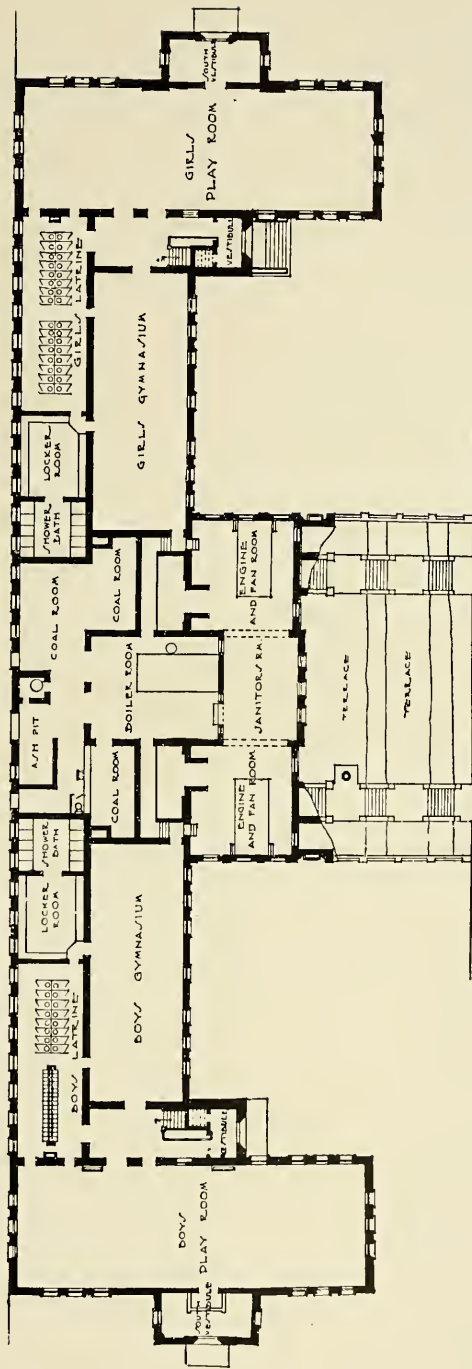 SOUTH
VESTIBULE
GIRLS
PLAY ROOM
VESTIBULE
GIRLS LATRINE
GIRLS GYMNASIUM
LOCKER
ROOM
SHOWER
BATH
COAL ROOM
COAL ROOM
ENGINE
AND FAN ROOM
BOILER ROOM
JANITORS RM.
TERRACE
TERRACE
ASH PIT
COAL ROOM
ENGINE
AND FAN ROOM
SHOWER
BATH
LOCKER
ROOM
BOYS GYMNASIUM
BOYS LATRINE
VESTIBULE
BOYS
PLAY ROOM
SOUTH
VESTIBULE